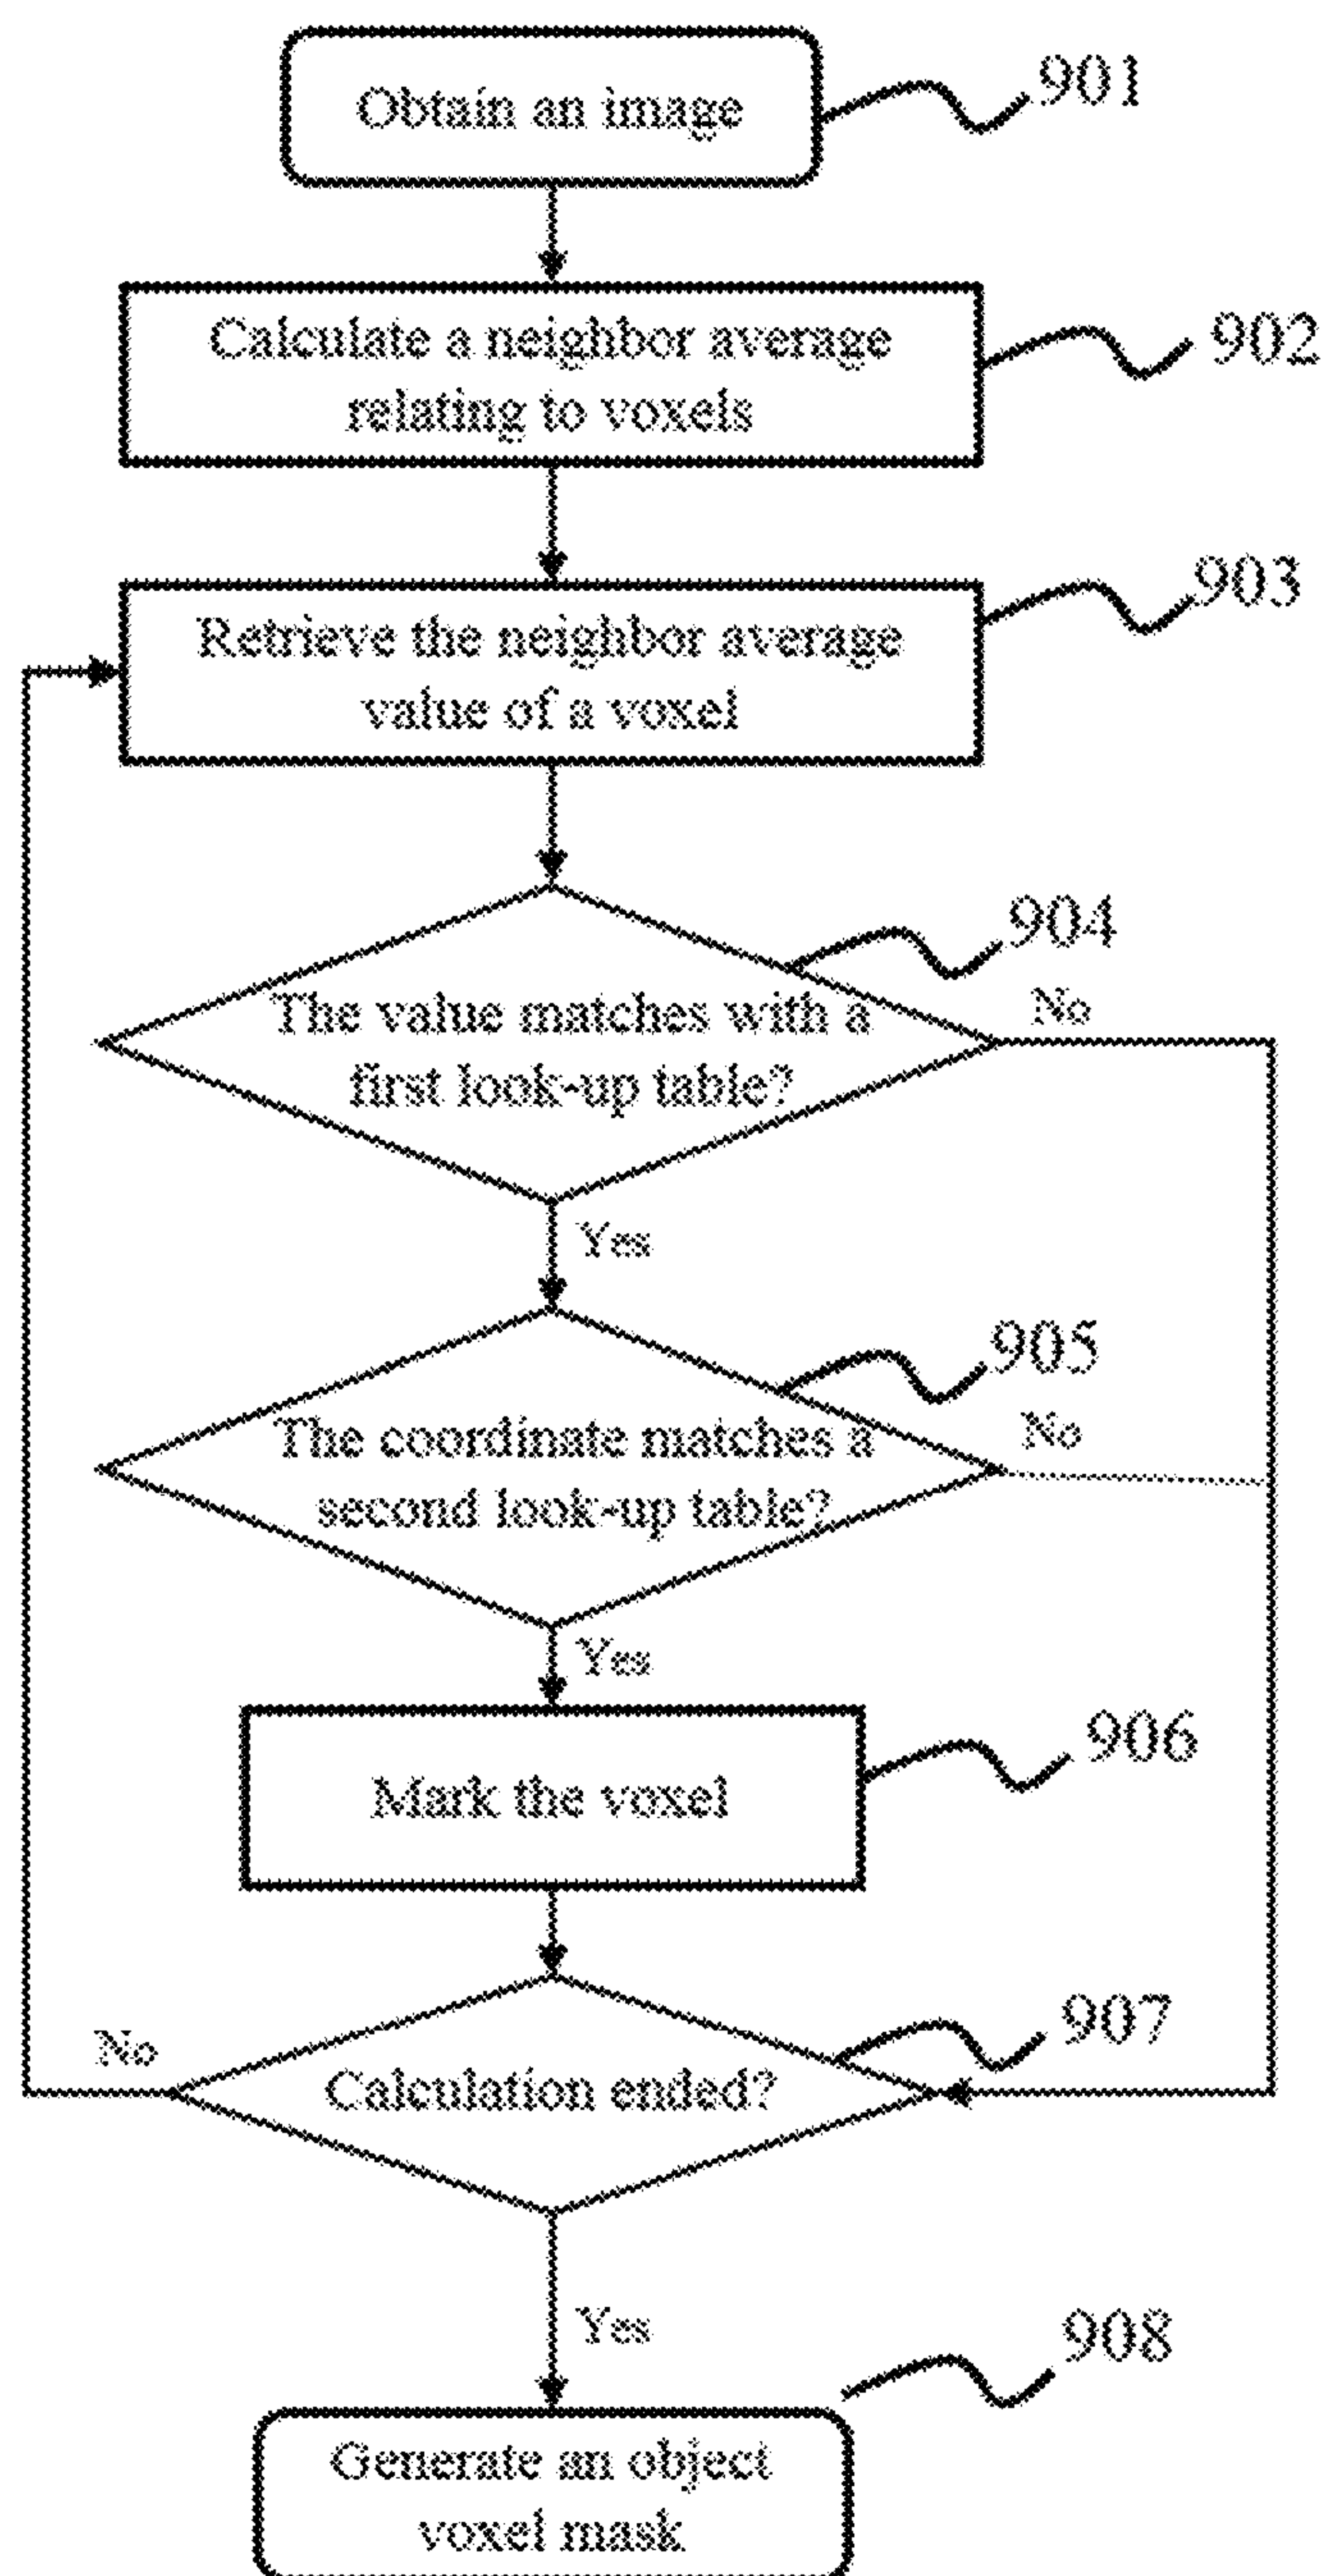 Obtain an image
901
Calculate a neighbor average
relating to voxels
902
Retrieve the neighbor average
value of a voxel
903
904
The value matches with a
first look-up table?
No
Yes
905
The coordinate matches a
second look-up table?
No
Yes
Mark the voxel
906
907
No
Calculation ended?
Yes
908
Generate an object
voxel mask